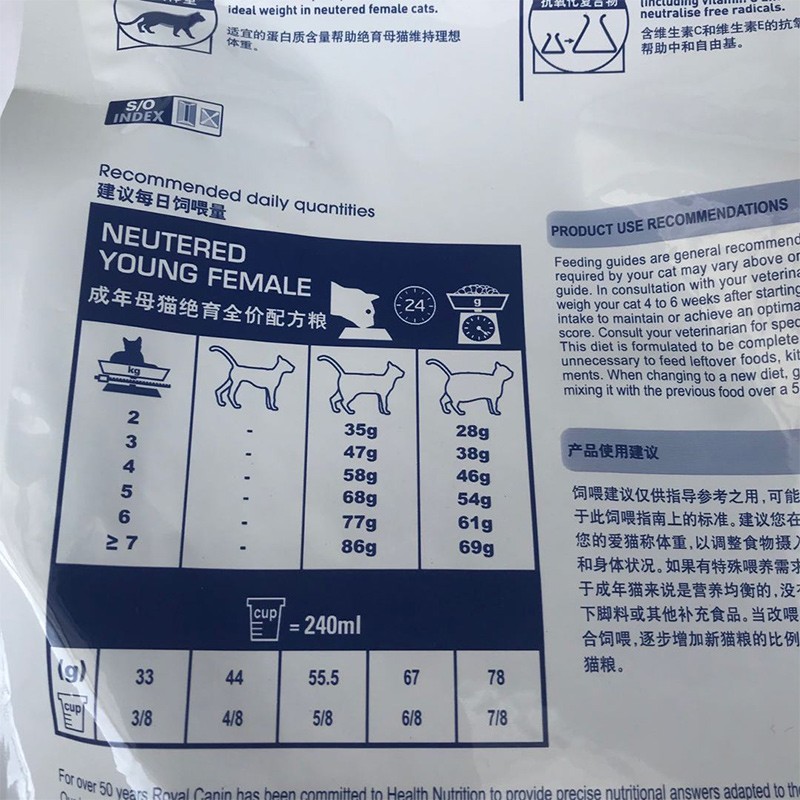 ideal weight in neutered female cats.
适宜的蛋白质含量帮助绝育母猫维持理想
体重。
抗氧化复合物
neutralise free radicals.
含维生素C和维生素E的抗氧
帮助中和自由基。
S/O
INDEX
Recommended daily quantities
建议每日饲喂量
NEUTERED
YOUNG FEMALE
成年母猫绝育全价配方粮
24
g
kg
2 - 35g 28g
3 - 47g 38g
4 - 58g 46g
5 - 68g 54g
6 - 77g 61g
≥ 7 - 86g 69g
cup = 240ml
(g) 33 44 55.5 67 78
cup 3/8 4/8 5/8 6/8 7/8
PRODUCT USE RECOMMENDATIONS
Feeding guides are general recommend
required by your cat may vary above or
guide. In consultation with your veterina
weigh your cat 4 to 6 weeks after starting
intake to maintain or achieve an optima
score. Consult your veterinarian for spec
This diet is formulated to be complete
unnecessary to feed leftover foods, kit
ments. When changing to a new diet, g
mixing it with the previous food over a 5
产品使用建议
饲喂建议仅供指导参考之用,可能
于此饲喂指南上的标准。建议您在
您的爱猫称体重,以调整食物摄入
和身体状况。如果有特殊喂养需求
于成年猫来说是营养均衡的,没有
下脚料或其他补充食品。当改喂
合饲喂,逐步增加新猫粮的比例
猫粮。
For over 50 years Royal Canin has been committed to Health Nutrition to provide precise nutritional answers adapted to the